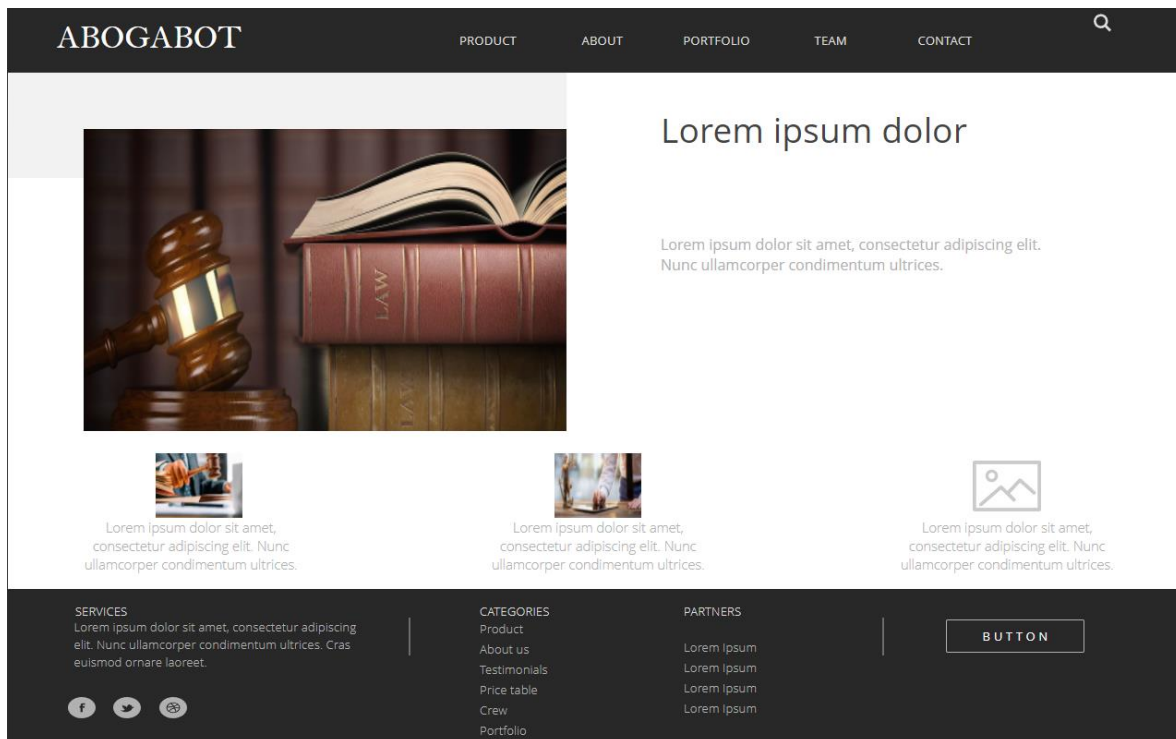 ABOGABOT
PRODUCT
ABOUT
PORTFOLIO
TEAM
CONTACT
Lorem ipsum dolor
Lorem ipsum dolor sit amet, consectetur adipiscing elit.
Nunc ullamcorper condimentum ultrices.
LAW
LAW
Lorem ipsum dolor sit amet,
consectetur adipiscing elit. Nunc
ullamcorper condimentum ultrices.
Lorem ipsum dolor sit amet,
consectetur adipiscing elit. Nunc
ullamcorper condimentum ultrices.
Lorem ipsum dolor sit amet,
consectetur adipiscing elit. Nunc
ullamcorper condimentum ultrices.
SERVICES
Lorem ipsum dolor sit amet, consectetur adipiscing
elit. Nunc ullamcorper condimentum ultrices. Cras
euismod ornare laoreet.
CATEGORIES
Product
About us
Testimonials
Price table
Crew
Portfolio
PARTNERS
Lorem Ipsum
Lorem Ipsum
Lorem Ipsum
Lorem Ipsum
BUTTON